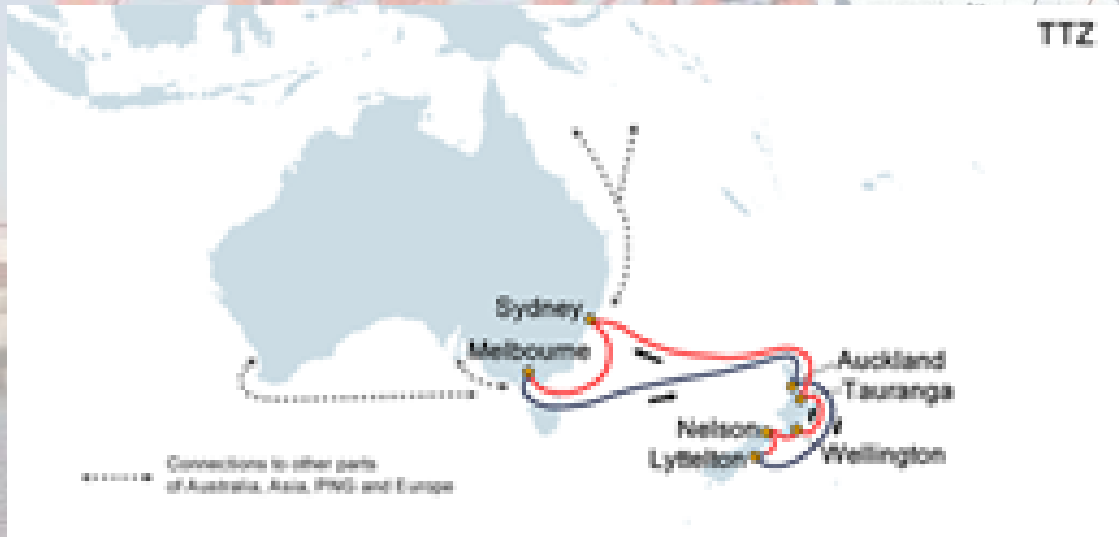 TTZ
Sydney
Melbourne
Auckland
Tauranga
Nelson
Lyttelton
Wellington
Connections to other parts
of Australia, Asia, PNG and Europe